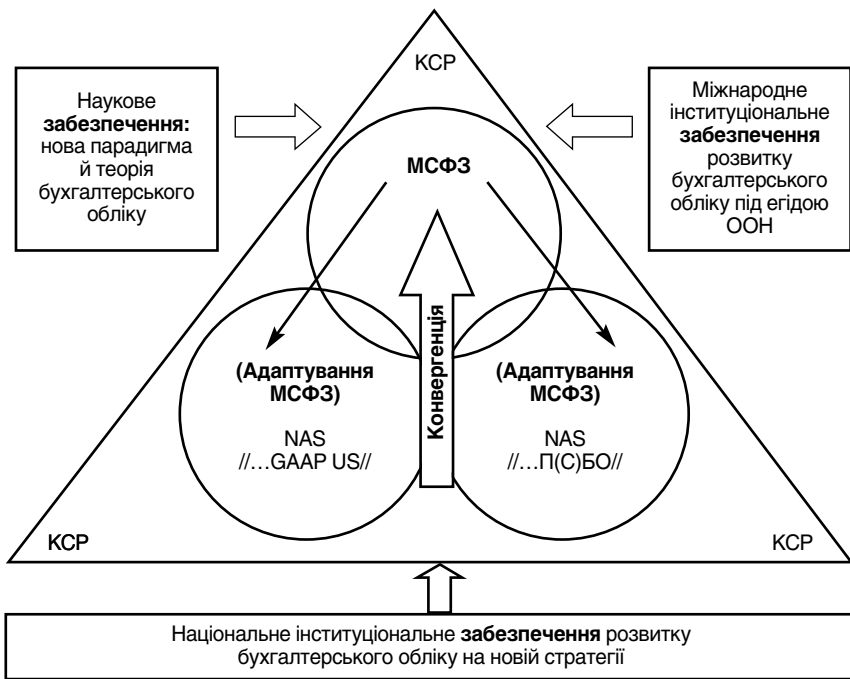 КСР
Наукове
забезпечення:
нова парадигма
й теорія
бухгалтерського
обліку
Міжнародне
інституціональне
забезпечення
розвитку
бухгалтерського
обліку під егідою
ООН
МСФЗ
Конвергенція
(Адаптування
МСФЗ)
NAS
//...GAAP US//
(Адаптування
МСФЗ)
NAS
//...П(С)БО//
КСР
КСР
Національне інституціональне забезпечення розвитку
бухгалтерського обліку на новій стратегії